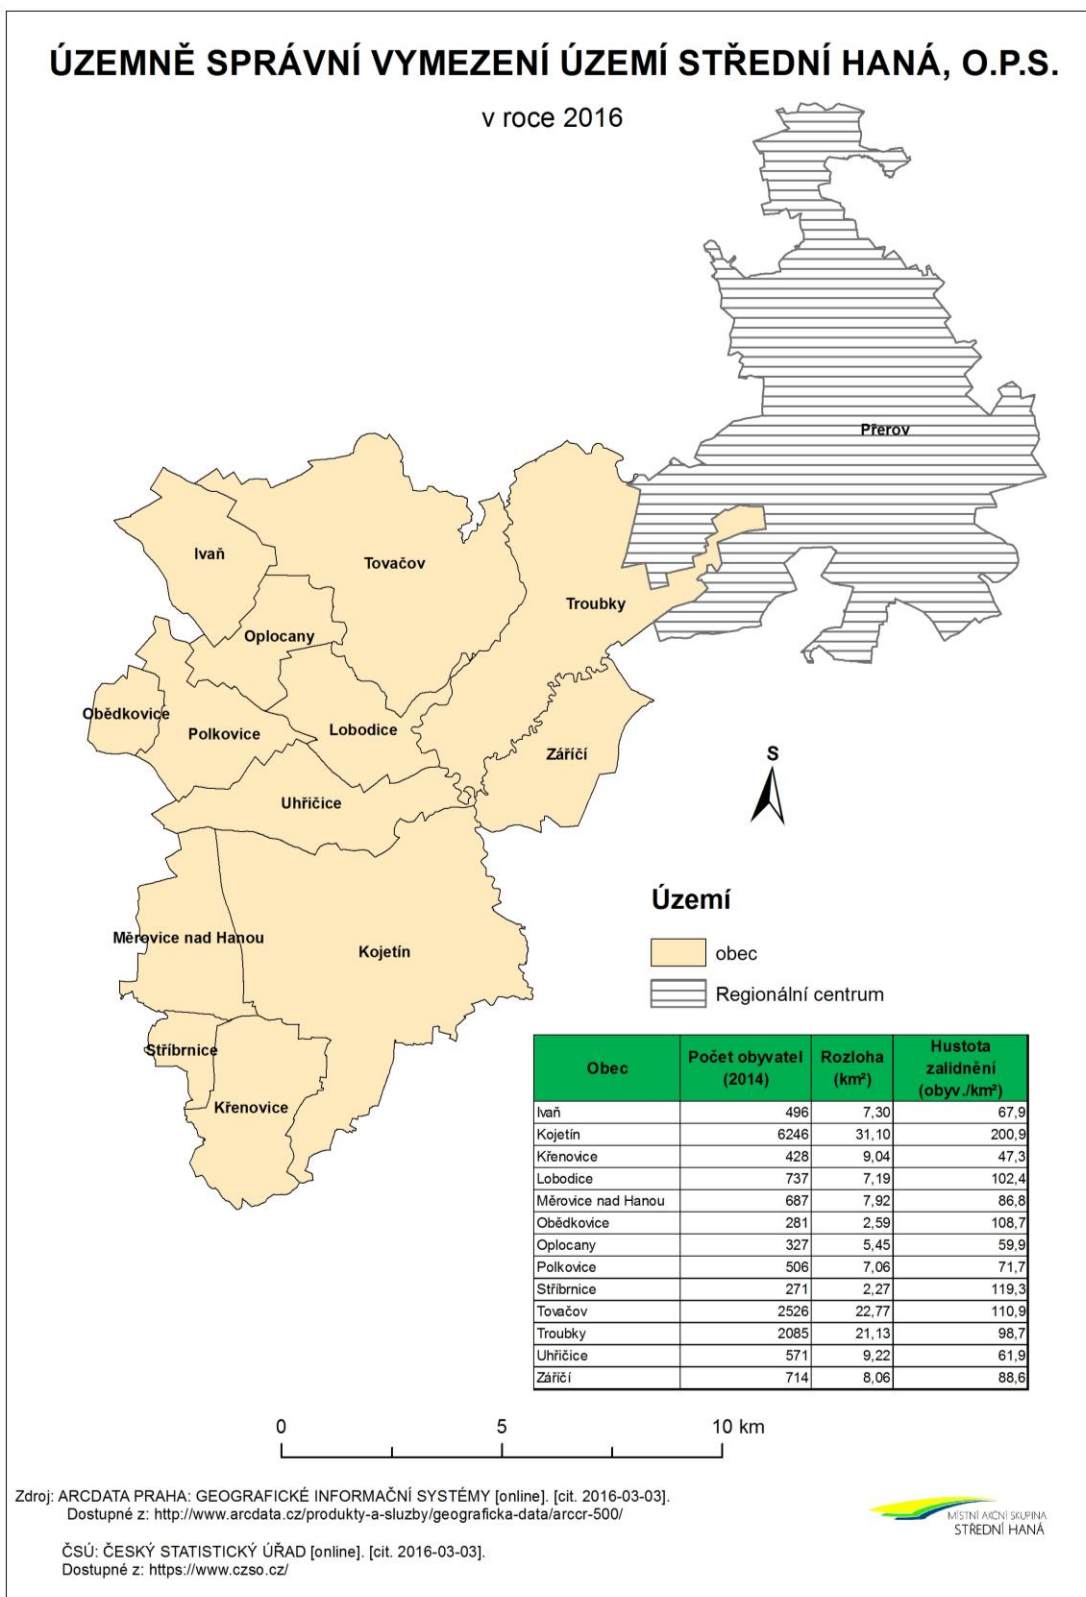 ÚZEMNĚ SPRÁVNÍ VYMEZENÍ ÚZEMÍ STŘEDNÍ HANÁ, O.P.S.
v roce 2016
Přerov
Ivaň
Tovačov
Troubky
Oplocany
Obědkovice
Polkovice
Lobodice
Záříčí
Uhřičice
S
Území
Měrovice nad Hanou
Kojetín
obec
Regionální centrum
Stříbrnice
Křenovice
Obec Počet obyvatel (2014) Rozloha (km²) Hustota zalidnění (obyv./km²)
Ivaň 496 7,30 67,9
Kojetín 6246 31,10 200,9
Křenovice 428 9,04 47,3
Lobodice 737 7,19 102,4
Měrovice nad Hanou 687 7,92 86,8
Obědkovice 281 2,59 108,7
Oplocany 327 5,45 59,9
Polkovice 506 7,06 71,7
Stříbrnice 271 2,27 119,3
Tovačov 2526 22,77 110,9
Troubky 2085 21,13 98,7
Uhřičice 571 9,22 61,9
Záříčí 714 8,06 88,6
0 5 10 km
Zdroj: ARCDATA PRAHA: GEOGRAFICKÉ INFORMAČNÍ SYSTÉMY [online]. [cit. 2016-03-03].
Dostupné z: http://www.arcdata.cz/produkty-a-sluzby/geograficka-data/arccr-500/
ČSÚ: ČESKÝ STATISTICKÝ ÚŘAD [online]. [cit. 2016-03-03].
Dostupné z: https://www.czso.cz/
MÍSTNÍ AKČNÍ SKUPINA
STŘEDNÍ HANÁ